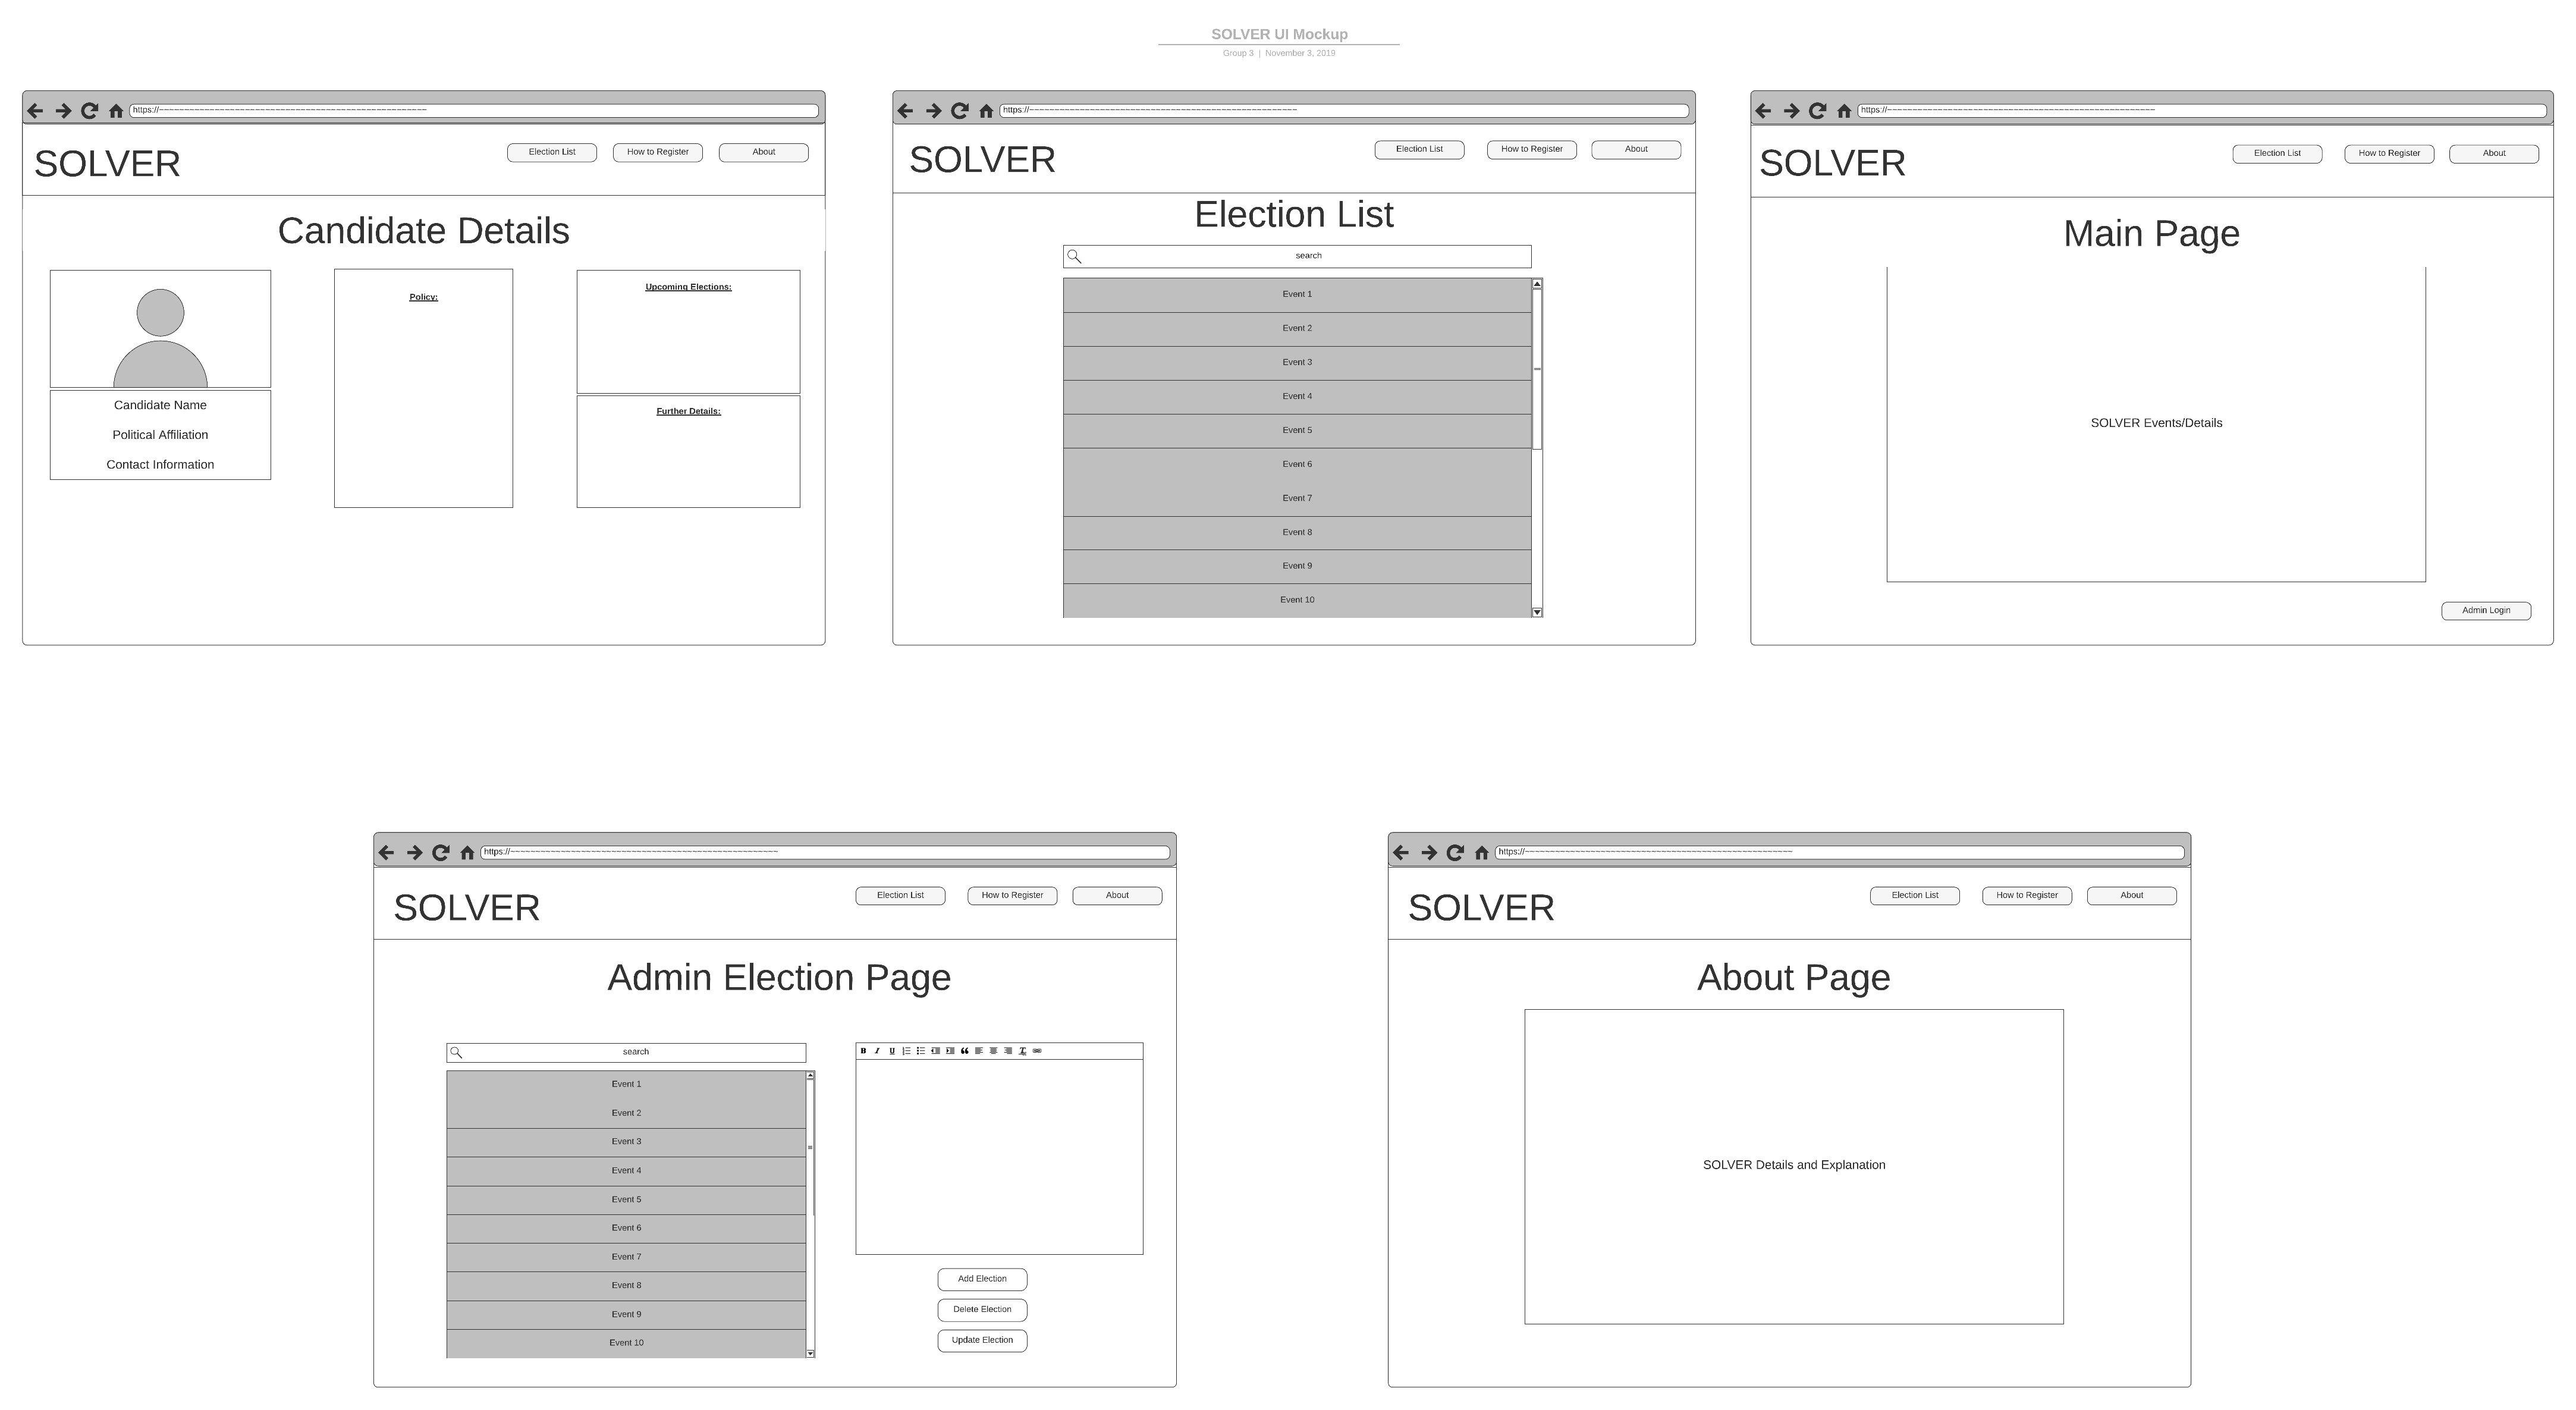 SOLVER UI Mockup
Group 3 | November 3, 2019
https://~~~~~~~~~~~~~~~~~~~~~~~~~~~~~~~~~~~~~~~~~~~~~~~~~~~~~
SOLVER
Election List
How to Register
About
Candidate Details
Candidate Name
Political Affiliation
Contact Information
Policy:
Upcoming Elections:
Further Details:
https://~~~~~~~~~~~~~~~~~~~~~~~~~~~~~~~~~~~~~~~~~~~~~~~~~~~~~
SOLVER
Election List
How to Register
About
Election List
search
Event 1
Event 2
Event 3
Event 4
Event 5
Event 6
Event 7
Event 8
Event 9
Event 10
https://~~~~~~~~~~~~~~~~~~~~~~~~~~~~~~~~~~~~~~~~~~~~~~~~~~~~~
SOLVER
Election List
How to Register
About
Main Page
SOLVER Events/Details
Admin Login
https://~~~~~~~~~~~~~~~~~~~~~~~~~~~~~~~~~~~~~~~~~~~~~~~~~~~~~
SOLVER
Election List
How to Register
About
Admin Election Page
search
Event 1
Event 2
Event 3
Event 4
Event 5
Event 6
Event 7
Event 8
Event 9
Event 10
B I U
Add Election
Delete Election
Update Election
https://~~~~~~~~~~~~~~~~~~~~~~~~~~~~~~~~~~~~~~~~~~~~~~~~~~~~~
SOLVER
Election List
How to Register
About
About Page
SOLVER Details and Explanation